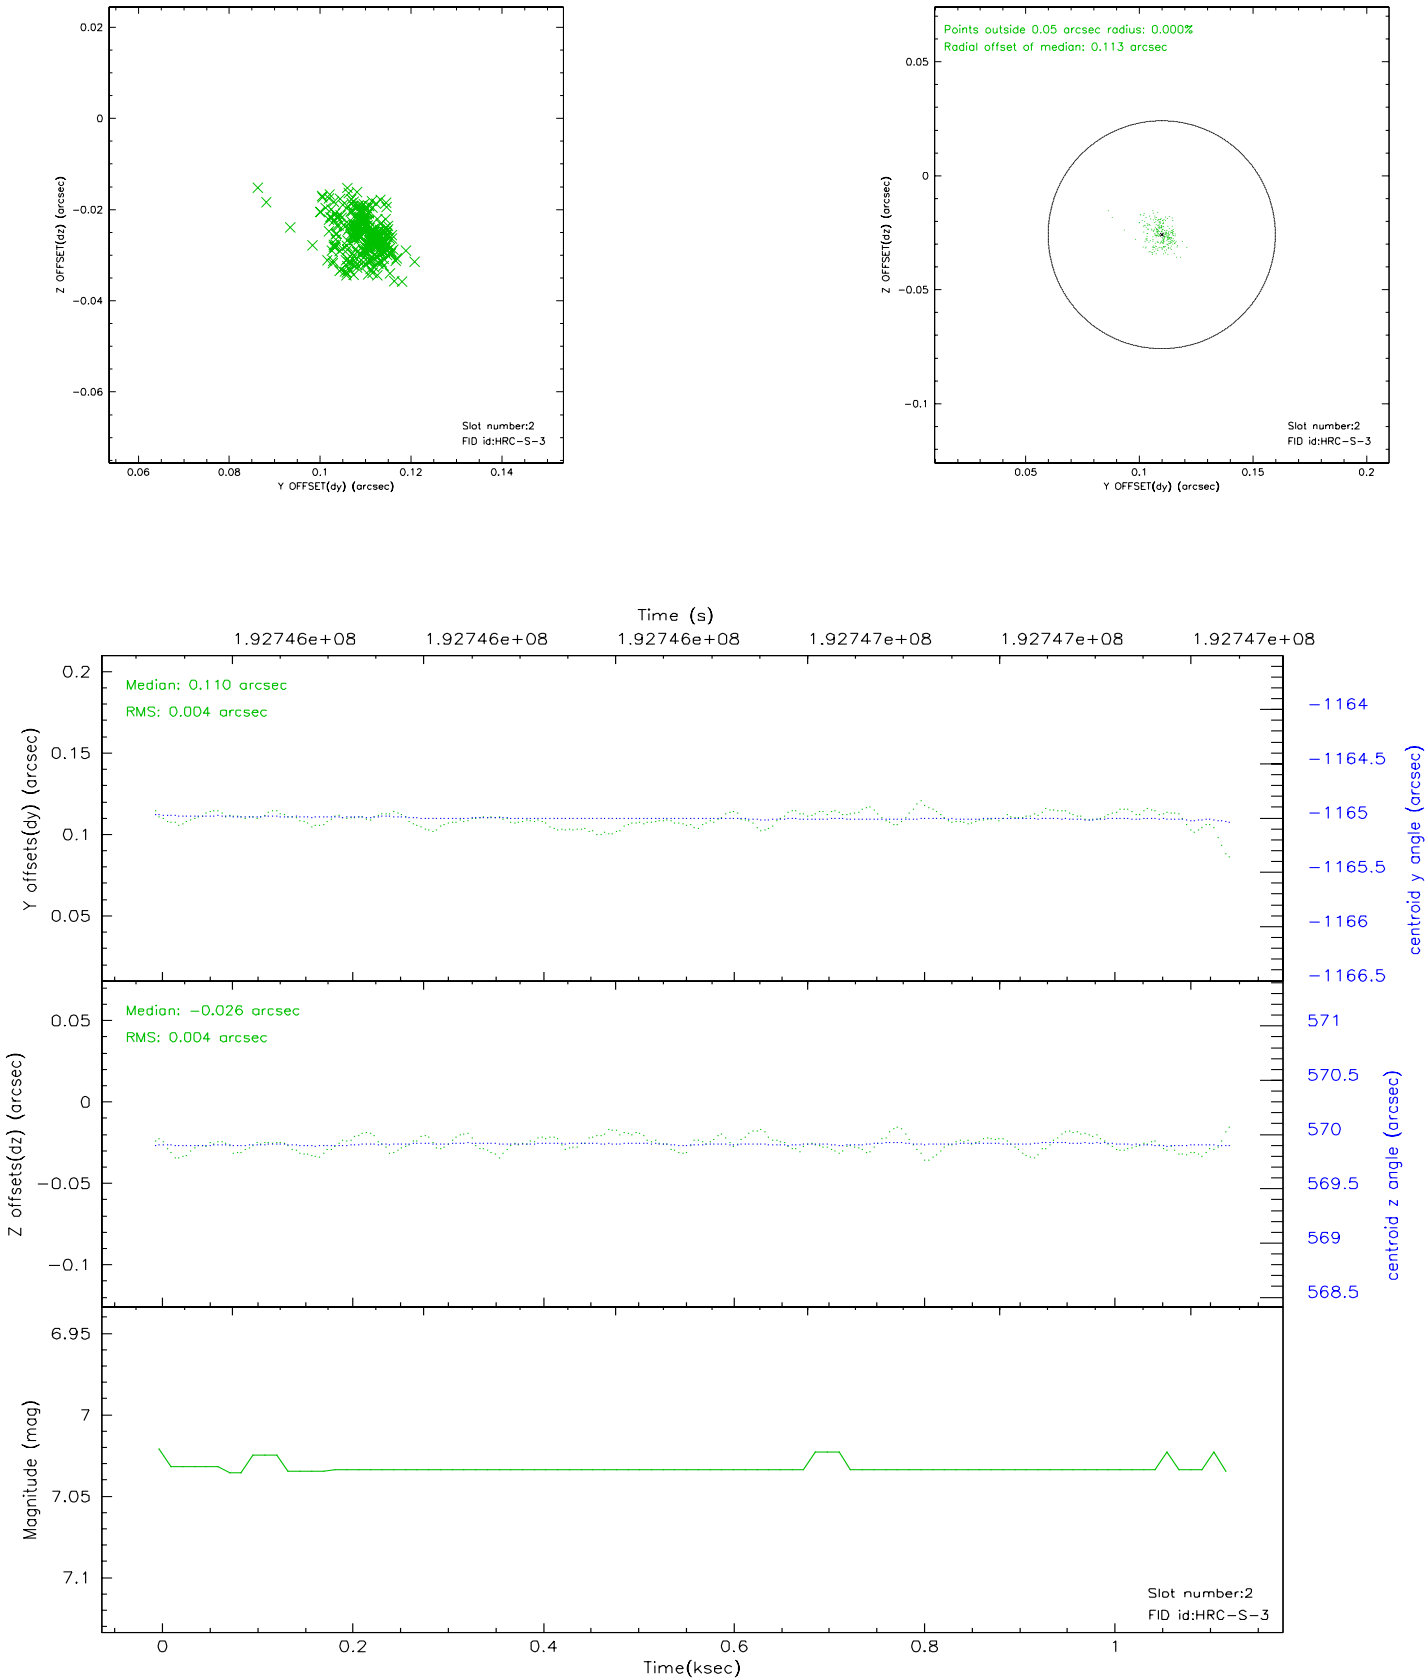 0.02
0
−0.02
−0.04
−0.06
Z OFFSET(dz) (arcsec)
0.06
0.08
0.1
0.12
0.14
Y OFFSET(dy) (arcsec)
Slot number:2
FID id:HRC−S−3
Points outside 0.05 arcsec radius: 0.000%
Radial offset of median: 0.113 arcsec
0.05
0
−0.05
−0.1
Z OFFSET(dz) (arcsec)
0.05
0.1
0.15
0.2
Y OFFSET(dy) (arcsec)
Slot number:2
FID id:HRC−S−3
Time (s)
1.92746e+08
1.92746e+08
1.92746e+08
1.92747e+08
1.92747e+08
1.92747e+08
Median: 0.110 arcsec
RMS: 0.004 arcsec
0.2
0.15
0.1
0.05
Y offsets(dy) (arcsec)
−1164
−1164.5
−1165
−1165.5
−1166
−1166.5
centroid y angle (arcsec)
Median: −0.026 arcsec
RMS: 0.004 arcsec
0.05
0
−0.05
−0.1
Z offsets(dz) (arcsec)
571
570.5
570
569.5
569
568.5
centroid z angle (arcsec)
6.95
7
7.05
7.1
Magnitude (mag)
Slot number:2
FID id:HRC−S−3
0
0.2
0.4
0.6
0.8
1
Time(ksec)